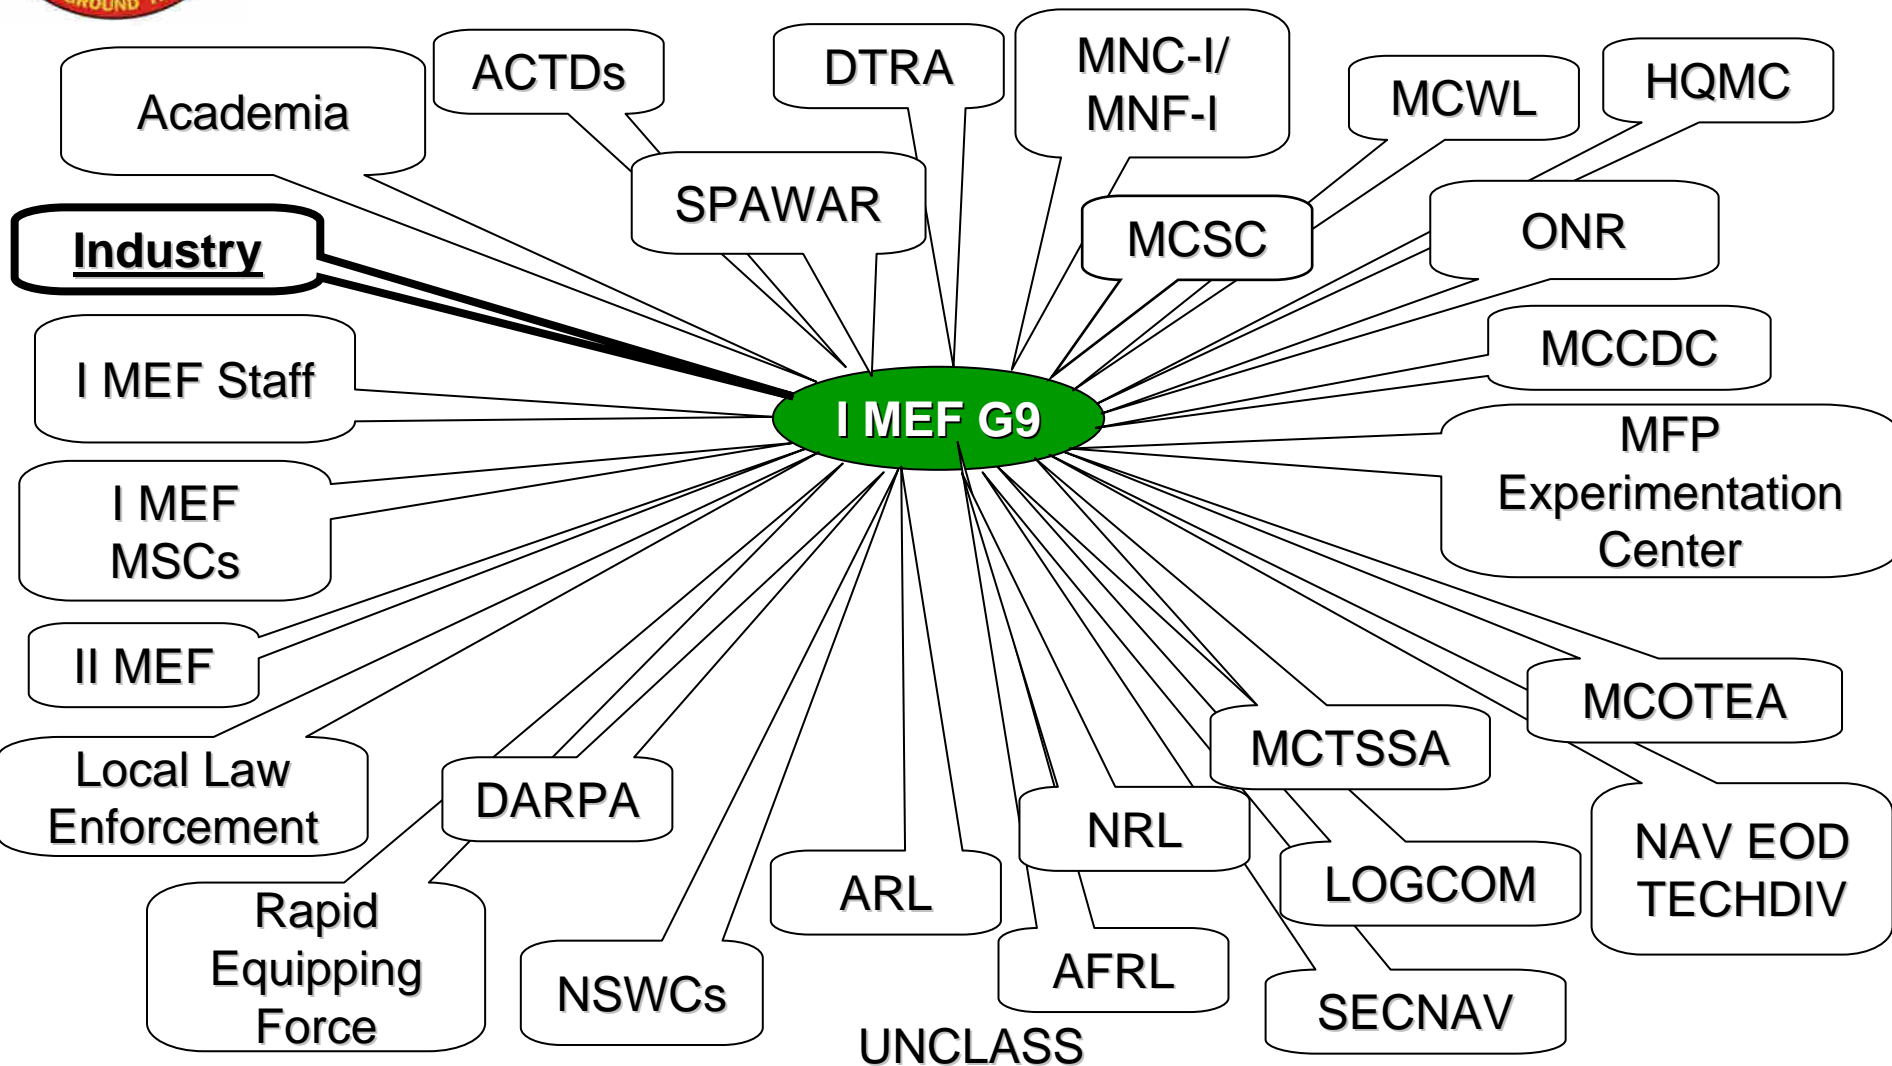 GROUND
ACTDs
DTRA
MNC-I/
MNF-I
MCWL
HQMC
Academia
SPAWAR
MCSC
ONR
Industry
MCCDC
I MEF Staff
I MEF G9
MFP
Experimentation
Center
I MEF
MSCs
II MEF
MCOTEA
Local Law
Enforcement
DARPA
MCTSSA
NRL
NAV EOD
TECHDIV
ARL
LOGCOM
Rapid
Equipping
Force
NSWCs
AFRL
SECNAV
UNCLASS